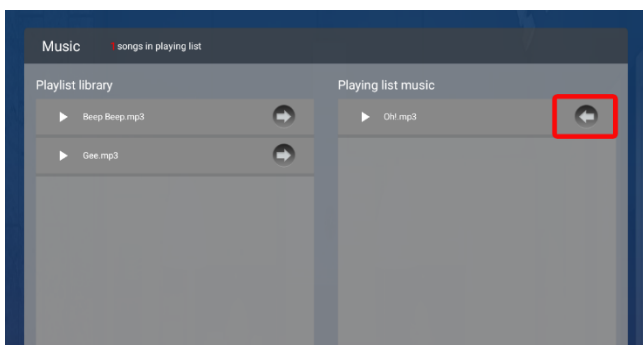 Music songs in playing list
Playlist library
Playing list music
Beep Beep.mp3
Oh!.mp3
Gee.mp3